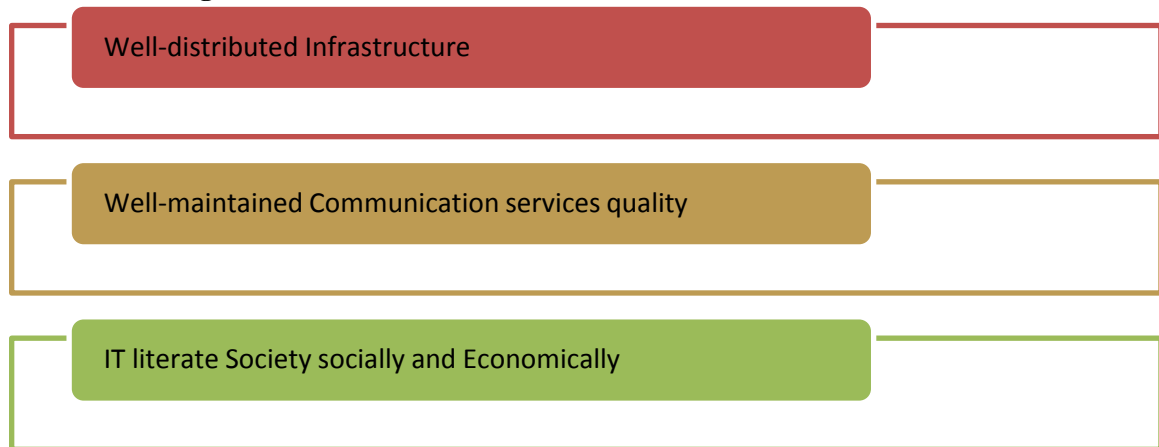 Well-distributed Infrastructure
Well-maintained Communication services quality
IT literate Society socially and Economically